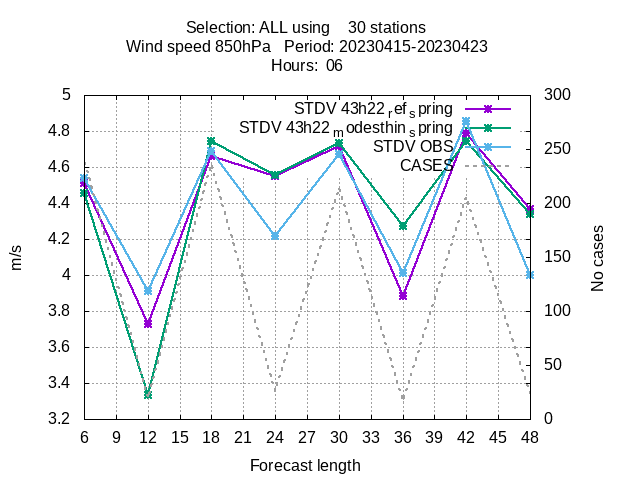 Selection: ALL using 30 stations
Wind speed 850hPa Period: 20230415-20230423
Hours: 06
STDV 43h22 ref spring
STDV 43h22 modesthin spring
STDV OBS
CASES
5
4.8
4.6
4.4
4.2
4
3.8
3.6
3.4
3.2
300
250
200
150
100
50
0
m/s
No cases
6 9 12 15 18 21 24 27 30 33 36 39 42 45 48
Forecast length